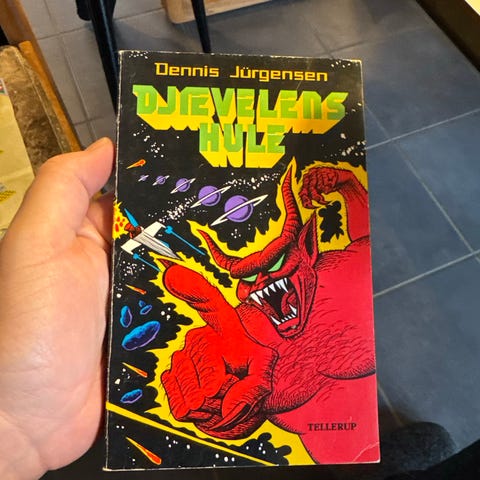 Dennis Jürgensen
DJÆVELENS
HULE
TELLERUP